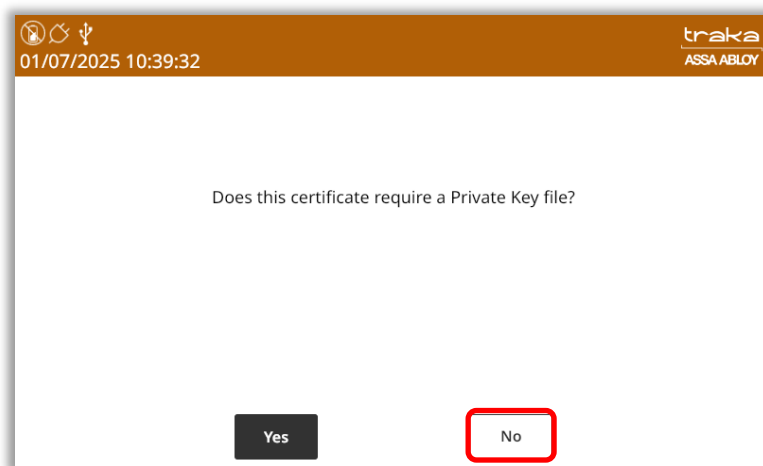 traka
01/07/2025 10:39:32
ASSA ABLOY
Does this certificate require a Private Key file?
Yes
No